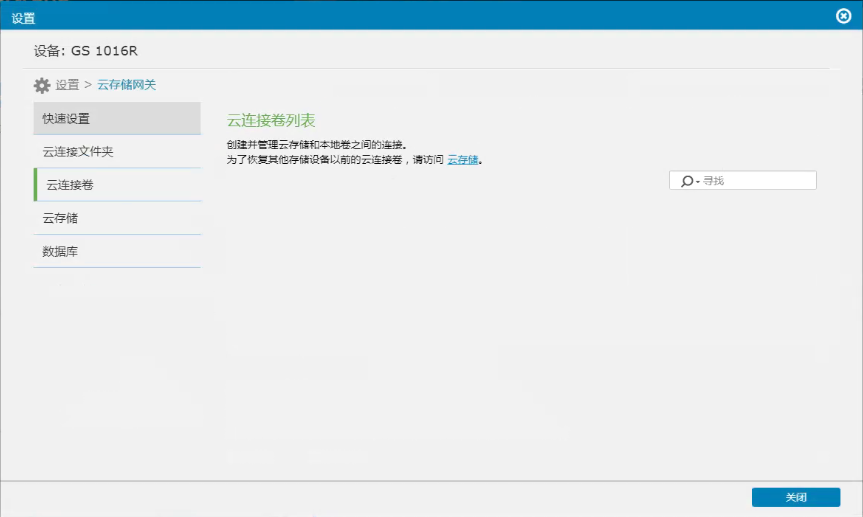 设置
设备: GS 1016R
设置 > 云存储网关
快速设置
云连接文件夹
云连接卷
云存储
数据库
云连接卷列表
创建并管理云存储和本地卷之间的连接。
为了恢复其他存储设备以前的云连接卷，请访问 云存储。
寻找
关闭